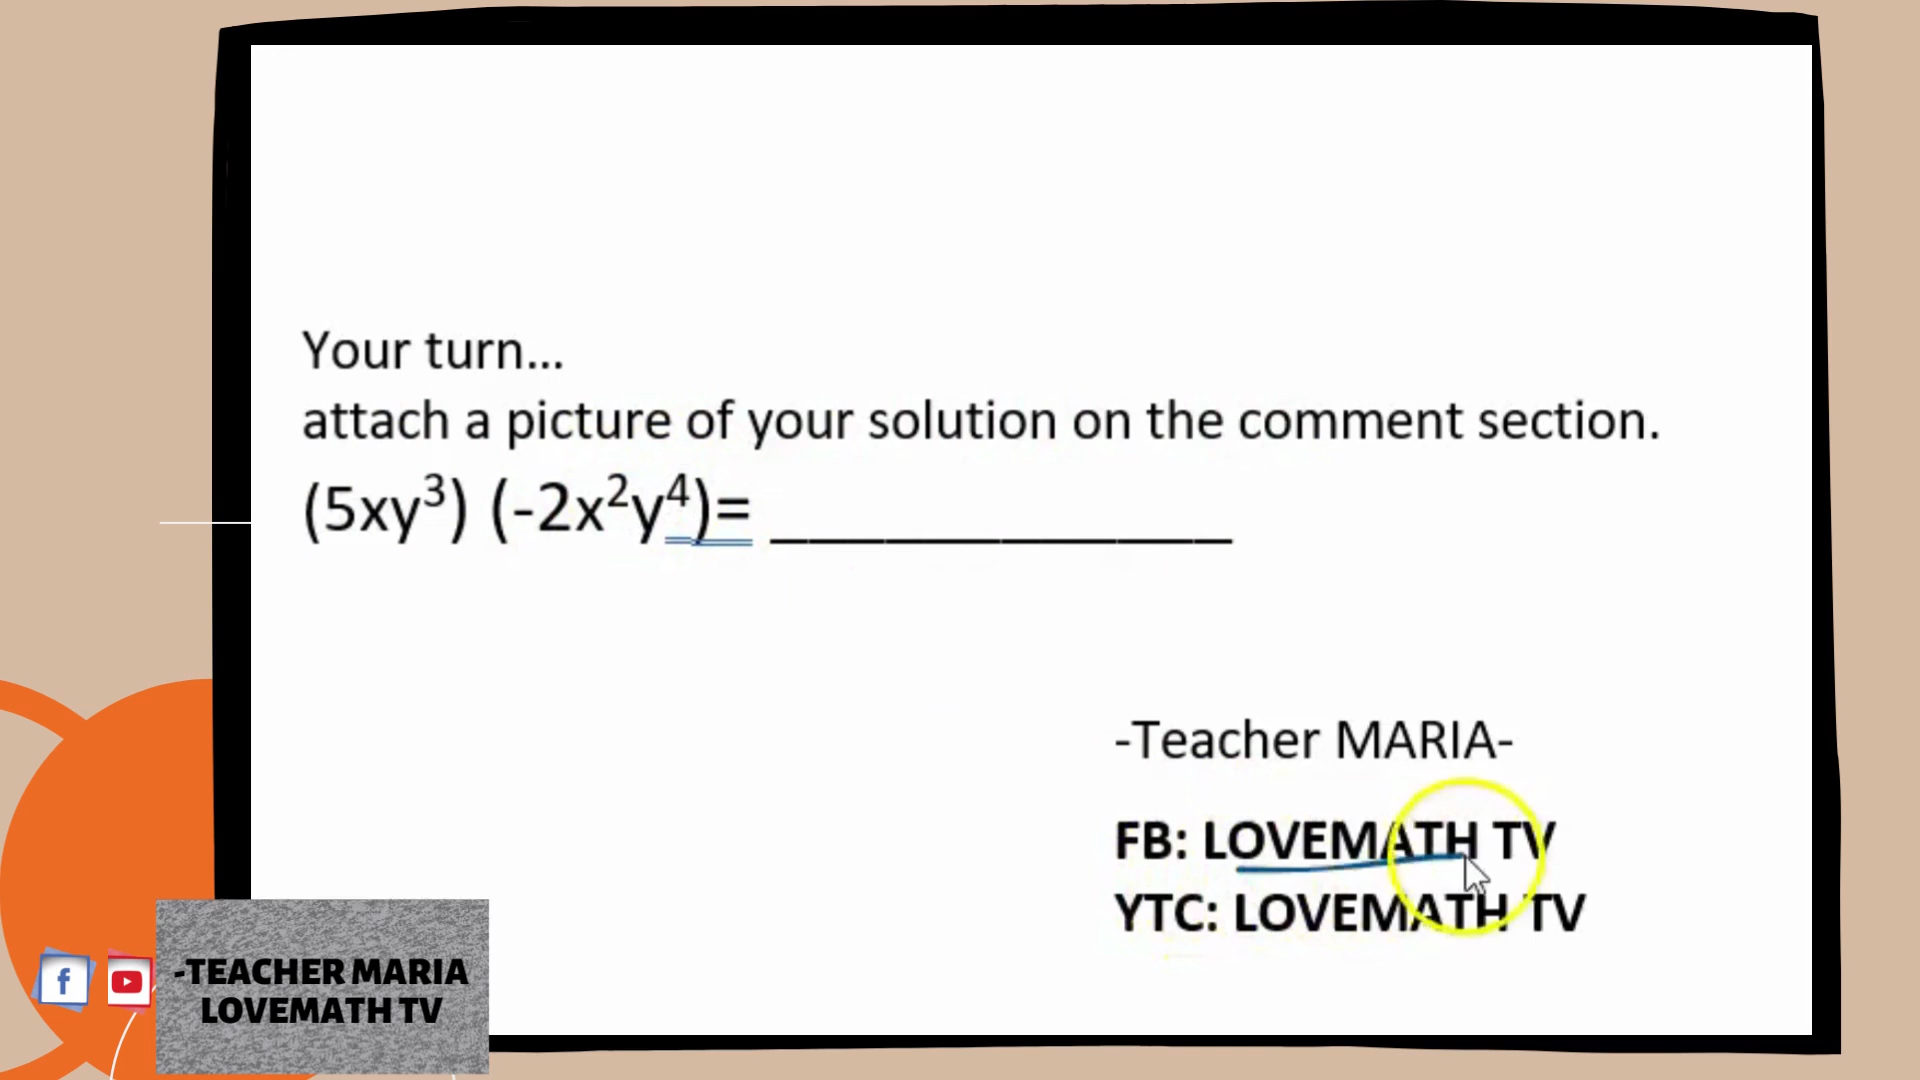 Your turn...
attach a picture of your solution on the comment section.
(5xy³) (-2x²y⁴)= ____________
-Teacher MARIA-
FB: LOVEMATH TV
YTC: LOVEMATH TV
-TEACHER MARIA
LOVEMATH TV